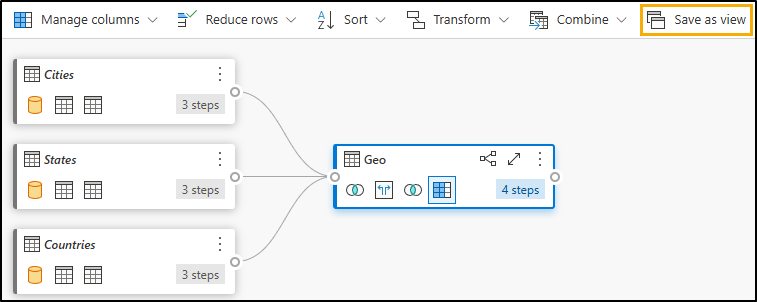 Manage columns Reduce rows Sort Transform Combine Save as view
Cities
3 steps
States
3 steps
Countries
3 steps
Geo
4 steps